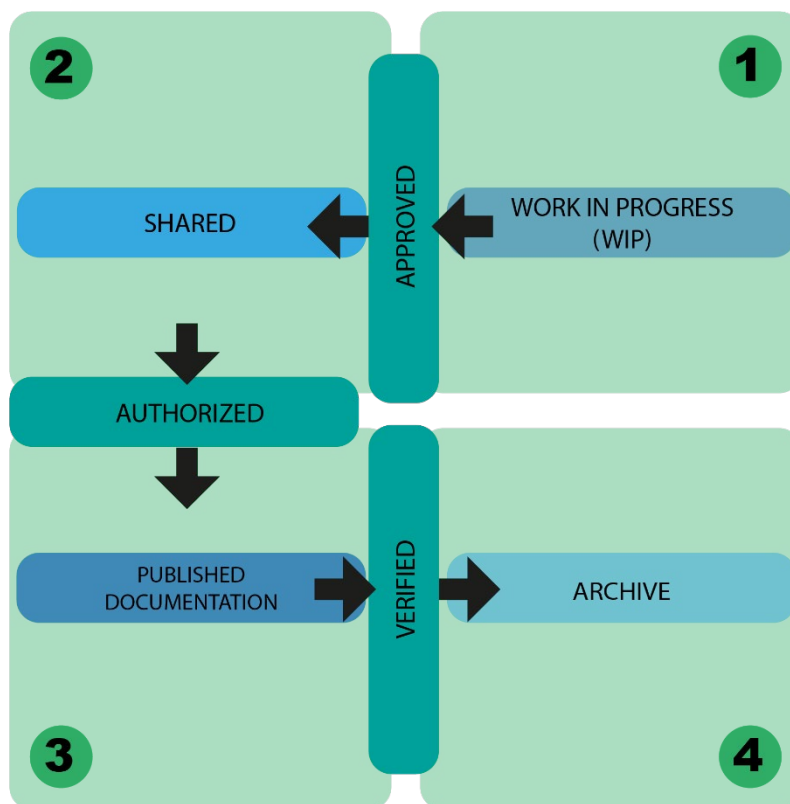 2
1
SHARED
APPROVED
WORK IN PROGRESS
(WIP)
AUTHORIZED
PUBLISHED
DOCUMENTATION
VERIFIED
ARCHIVE
3
4